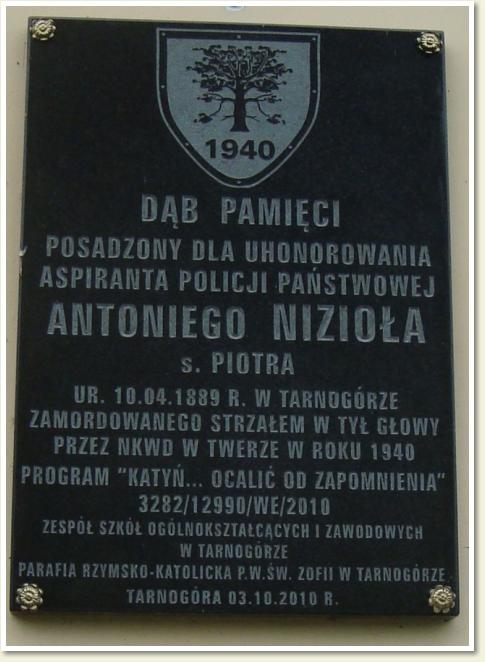 1940
DĄB PAMIĘCI
POSADZONY DLA UHONOROWANIA
ASPIRANTA POLICJI PAŃSTWOWEJ
ANTONIEGO NIZIOŁA
s. PIOTRA
UR. 10.04.1889 R. W TARNOGÓRZE
ZAMORDOWANEGO STRZAŁEM W TYŁ GŁOWY
PRZEZ NKWD W TWERZE W ROKU 1940
PROGRAM "KATYŃ... OCALIĆ OD ZAPOMNIENIA"
3282/12990/WE/2010
ZESPÓŁ SZKÓŁ OGÓLNOKSZTAŁCĄCYCH I ZAWODOWYCH
W TARNOGÓRZE
PARAFIA RZYMSKO-KATOLICKA P.W.ŚW. ZOFII W TARNOGÓRZE
TARNOGÓRA 03.10.2010 R.